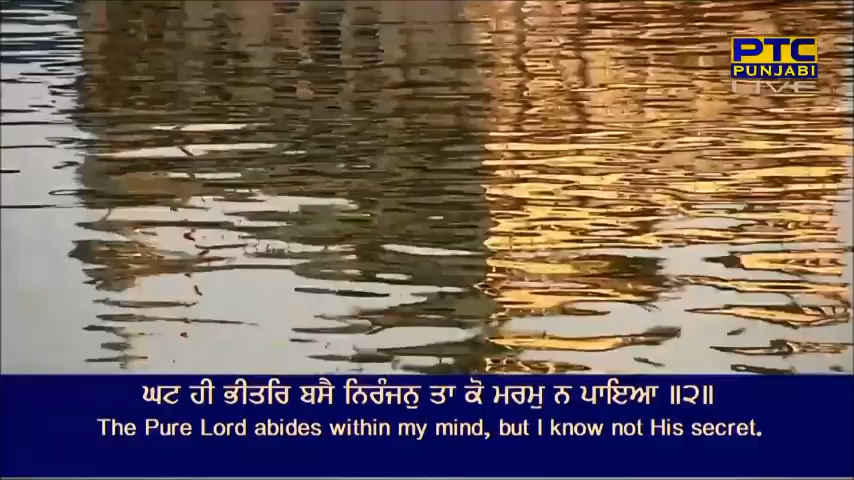 PTC
PUNJABI
LIVE
ਘਟ ਹੀ ਭੀਤਰਿ ਬਸੈ ਨਿਰੰਜਨੁ ਤਾ ਕੋ ਮਰਮੁ ਨ ਪਾਇਆ ॥੨॥
The Pure Lord abides within my mind, but I know not His secret.